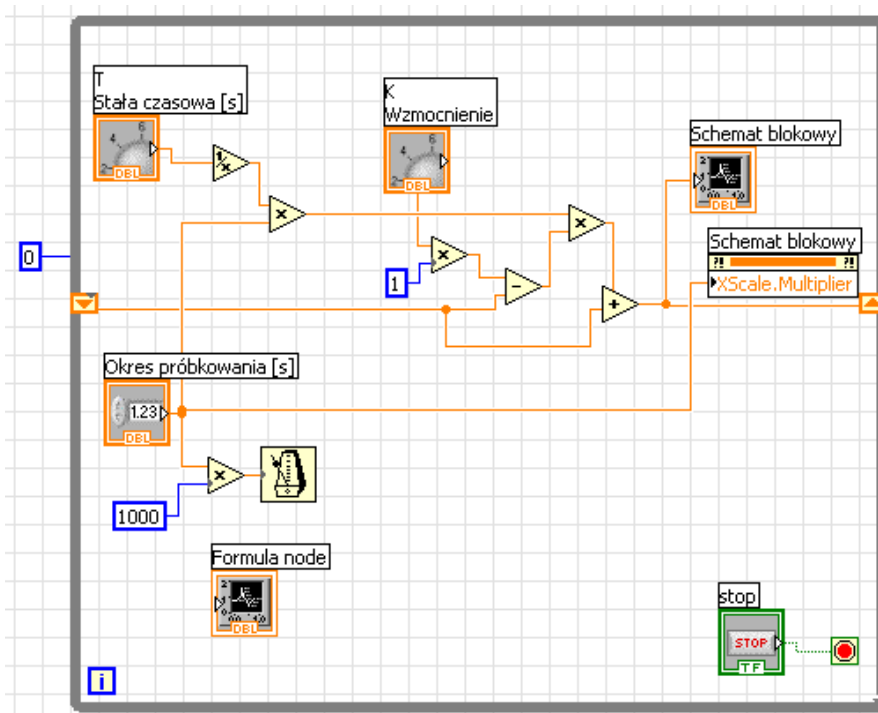 T
Stała czasowa [s]
DBL
1/x
x
K
Wzmocnienie
DBL
Schemat blokowy
DBL
Schemat blokowy
?! ?!
XScale.Multiplier
x
x
1
-
+
0
Okres próbkowania [s]
1.23
DBL
x
1000
Formula node
DBL
stop
STOP
TF
i